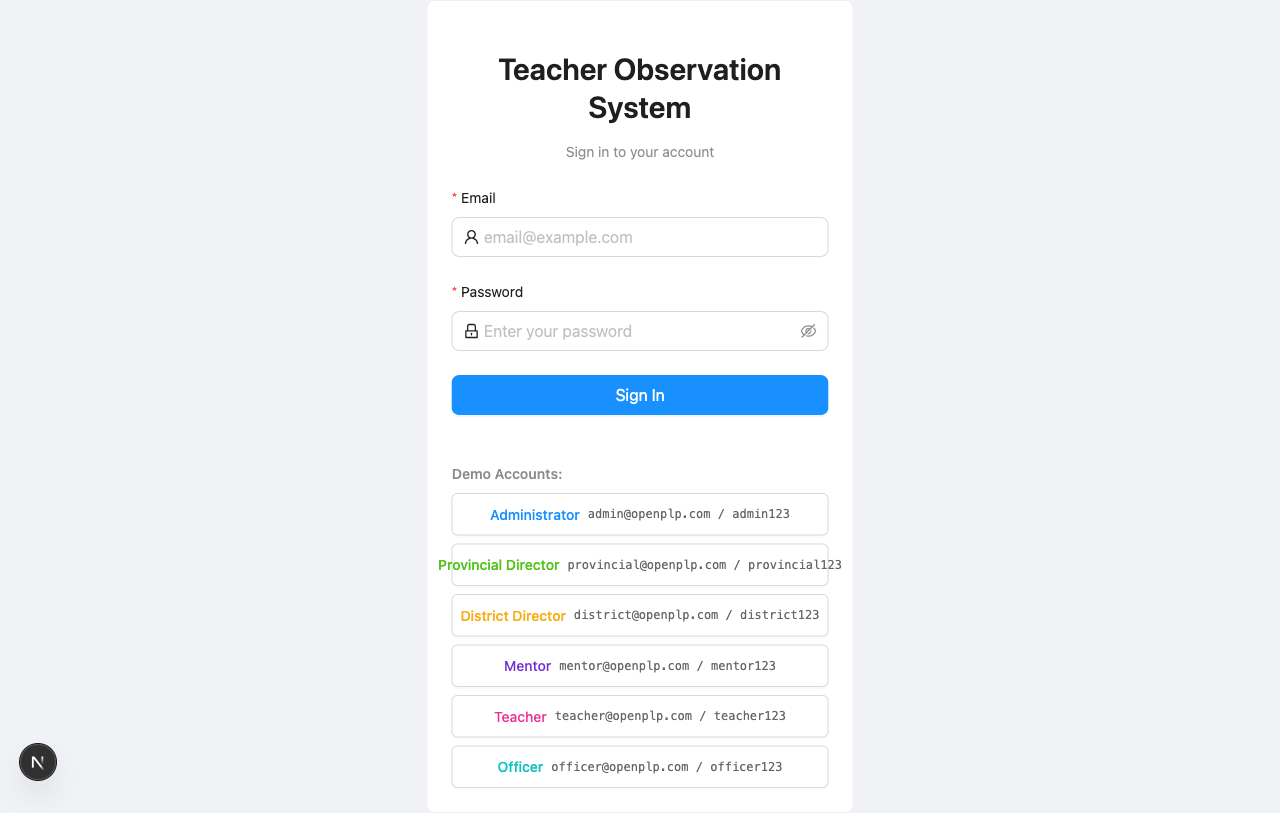 Teacher Observation
System
Sign in to your account
* Email
email@example.com
* Password
Enter your password
Sign In
Demo Accounts:
Administrator admin@openplp.com / admin123
Provincial Director provincial@openplp.com / provincial123
District Director district@openplp.com / district123
Mentor mentor@openplp.com / mentor123
Teacher teacher@openplp.com / teacher123
Officer officer@openplp.com / officer123
N